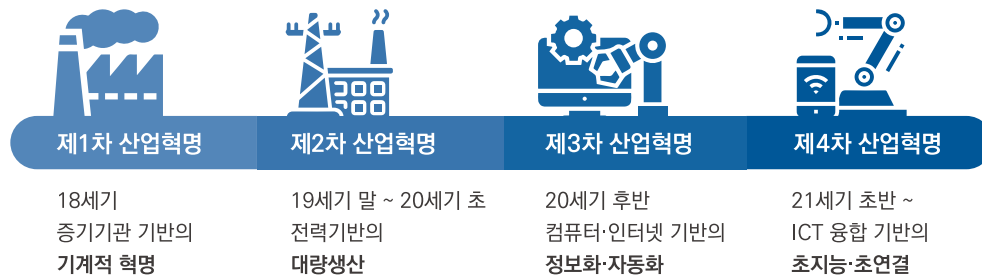 제1차 산업혁명
18세기
증기기관 기반의
기계적 혁명
제2차 산업혁명
19세기 말 ~ 20세기 초
전력기반의
대량생산
제3차 산업혁명
20세기 후반
컴퓨터·인터넷 기반의
정보화·자동화
제4차 산업혁명
21세기 초반 ~
ICT 융합 기반의
초지능·초연결